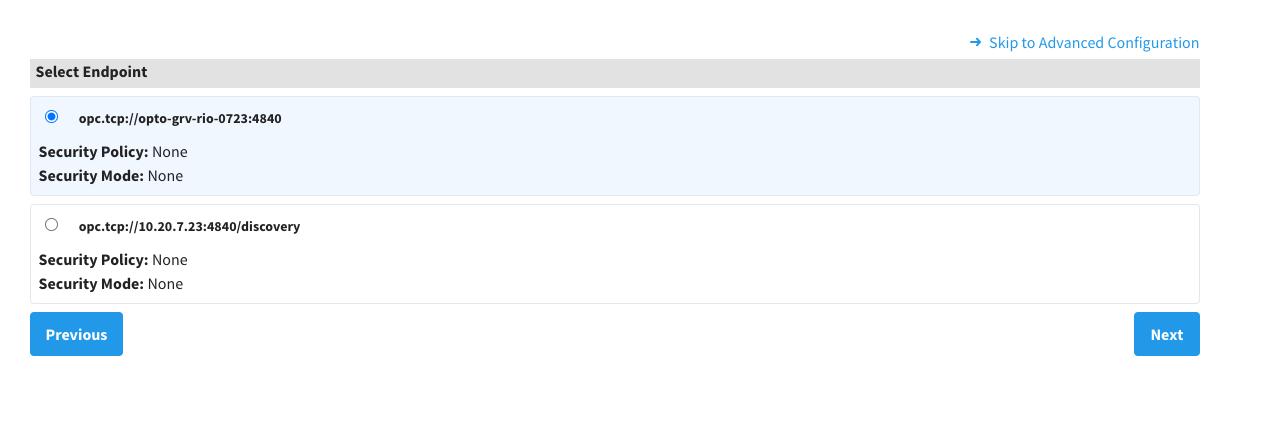 ➜ Skip to Advanced Configuration
Select Endpoint
opc.tcp://opto-grv-rio-0723:4840
Security Policy: None
Security Mode: None
opc.tcp://10.20.7.23:4840/discovery
Security Policy: None
Security Mode: None
Previous
Next